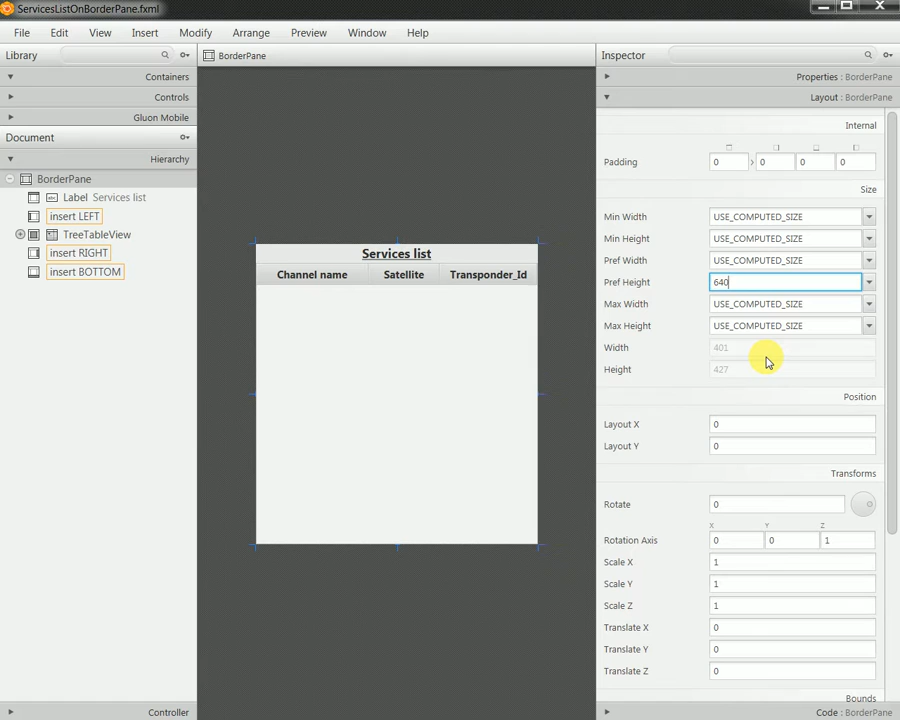 ServicesListOnBorderPane.fxml
File Edit View Insert Modify Arrange Preview Window Help
Library
BorderPane
Inspector
Containers
Controls
Gluon Mobile
Document
Hierarchy
BorderPane
Label Services list
insert LEFT
TreeTableView
insert RIGHT
insert BOTTOM
Controller
Services list
Channel name Satellite Transponder_Id
Properties : BorderPane
Layout : BorderPane
Internal
Padding 0 0 0 0
Size
Min Width USE_COMPUTED_SIZE
Min Height USE_COMPUTED_SIZE
Pref Width USE_COMPUTED_SIZE
Pref Height 640
Max Width USE_COMPUTED_SIZE
Max Height USE_COMPUTED_SIZE
Width 401
Height 427
Position
Layout X 0
Layout Y 0
Transforms
Rotate 0
X Y Z
Rotation Axis 0 0 1
Scale X 1
Scale Y 1
Scale Z 1
Translate X 0
Translate Y 0
Translate Z 0
Bounds
Code : BorderPane